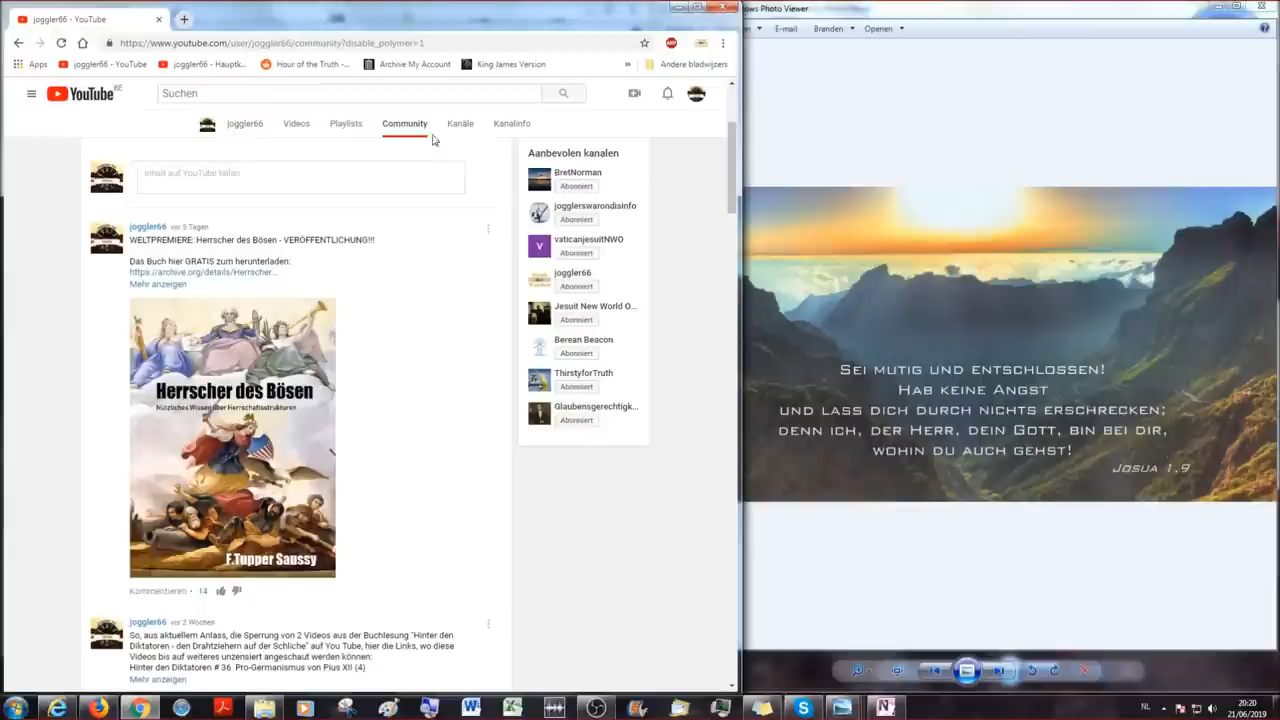 joggler66 - YouTube
https://www.youtube.com/user/joggler66/community?disable_polymer=1
Apps
joggler66 - YouTube
joggler66 - Hauptk...
Hour of the Truth -...
Archive My Account
King James Version
»
Andere bladwijzers
YouTube BE
Suchen
joggler66
Videos
Playlists
Community
Kanäle
Kanalinfo
Inhalt auf YouTube teilen
joggler66 vor 5 Tagen
WELTPREMIERE: Herrscher des Bösen - VERÖFFENTLICHUNG!!!
Das Buch hier GRATIS zum herunterladen:
https://archive.org/details/Herrscher...
Mehr anzeigen
Herrscher des Bösen
Nützliches Wissen über Herrschaftsstrukturen
F.Tupper Saussy
Kommentieren • 14
joggler66 vor 2 Wochen
So, aus aktuellem Anlass, die Sperrung von 2 Videos aus der Buchlesung "Hinter den
Diktatoren - den Drahtziehern auf der Schliche" auf You Tube, hier die Links, wo diese
Videos bis auf weiteres unzensiert angeschaut werden können:
Hinter den Diktatoren # 36 Pro-Germanismus von Pius XII (4)
Mehr anzeigen
Aanbevolen kanalen
BretNorman
Abonniert
jogglerswarondisinfo
Abonniert
V
vaticanjesuitNWO
Abonniert
joggler66
Abonniert
Jesuit New World O...
Abonniert
Berean Beacon
Abonniert
ThirstyforTruth
Abonniert
Glaubensgerechtigk...
Abonniert
ows Photo Viewer
E-mail
Branden
Openen
Sei mutig und entschlossen!
Hab keine Angst
und lass dich durch nichts erschrecken;
denn ich, der Herr, dein Gott, bin bei dir,
wohin du auch gehst!
Josua 1,9
NL
20:20
21/06/2019